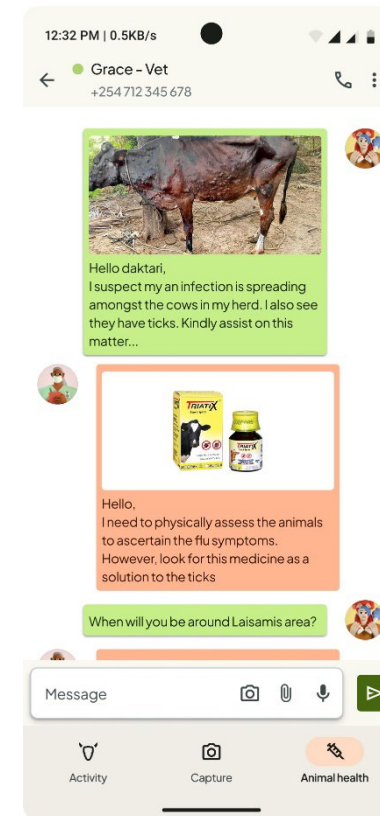 12:32 PM | 0.5KB/s
Grace - Vet
+254 712 345 678
Hello daktari,
I suspect my an infection is spreading
amongst the cows in my herd. I also see
they have ticks. Kindly assist on this
matter...
TRIATIX
TRIATIX
Hello,
I need to physically assess the animals
to ascertain the flu symptoms.
However, look for this medicine as a
solution to the ticks
When will you be around Laisamis area?
Message
Activity
Capture
Animal health